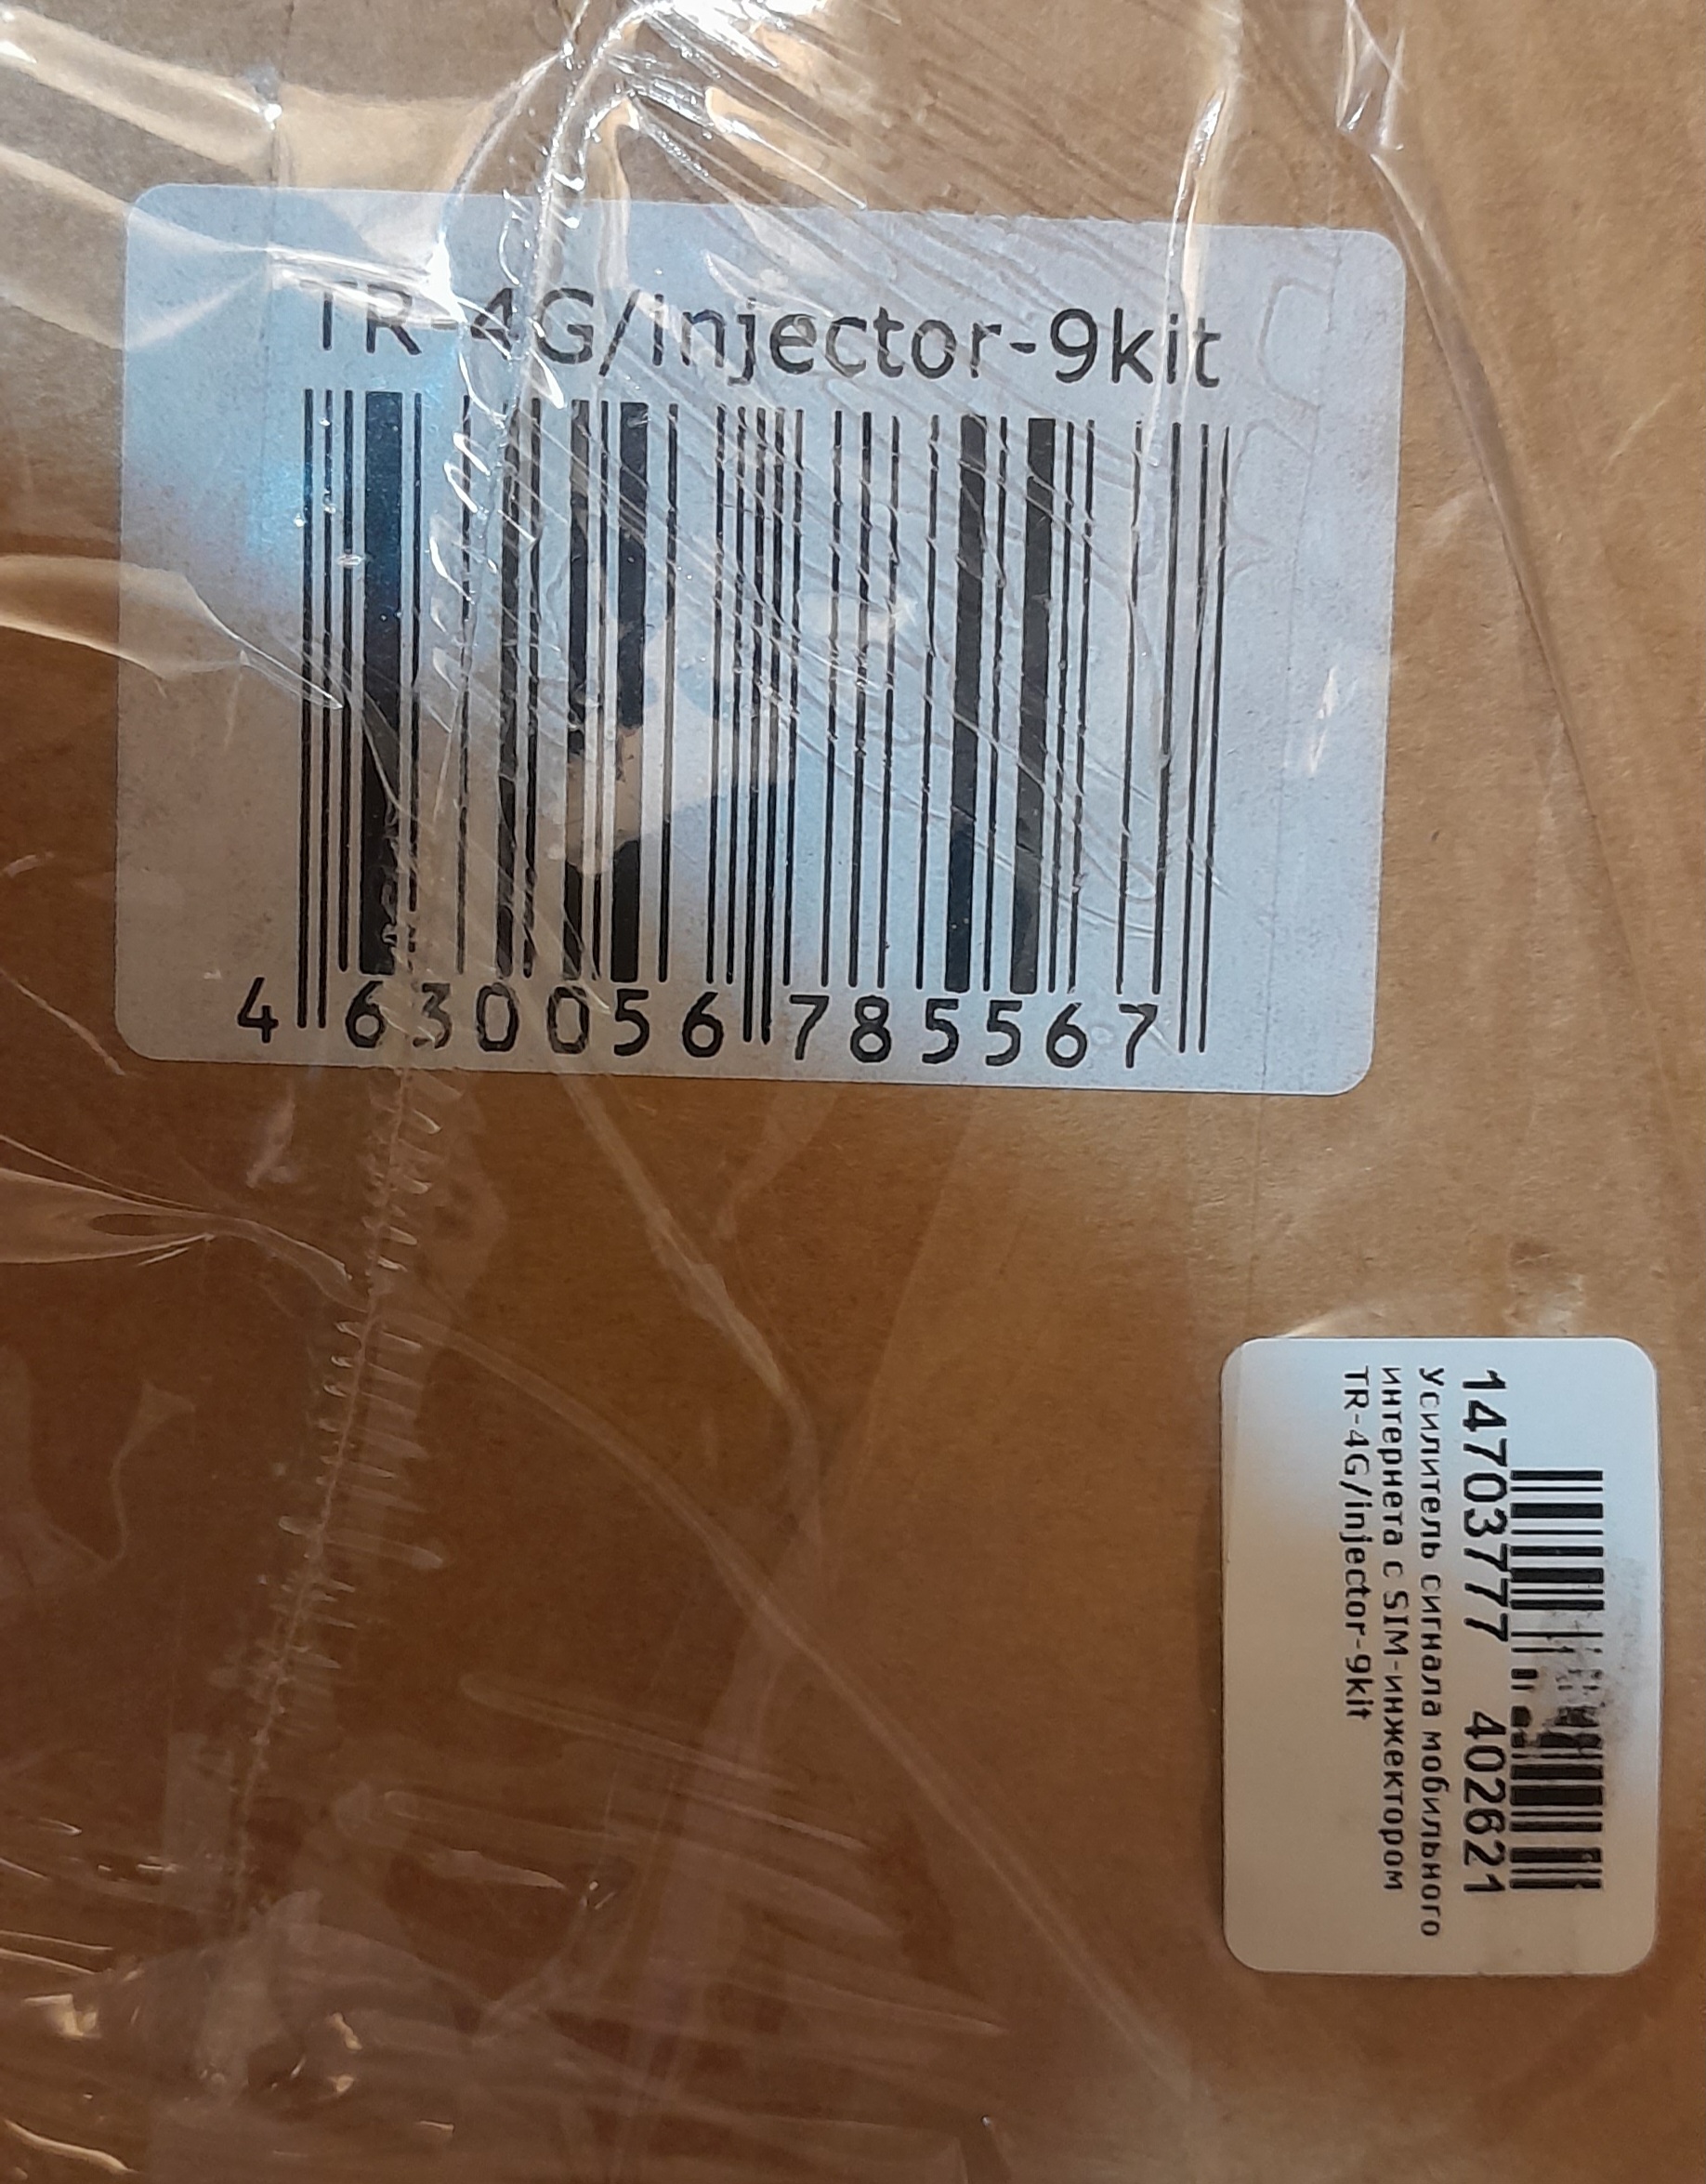 TR-4G/injector-9kit
4 630056 785567
14703777 402621
Усилитель сигнала мобильного
интернета с SIM-инжектором
TR-4G/injector-9kit